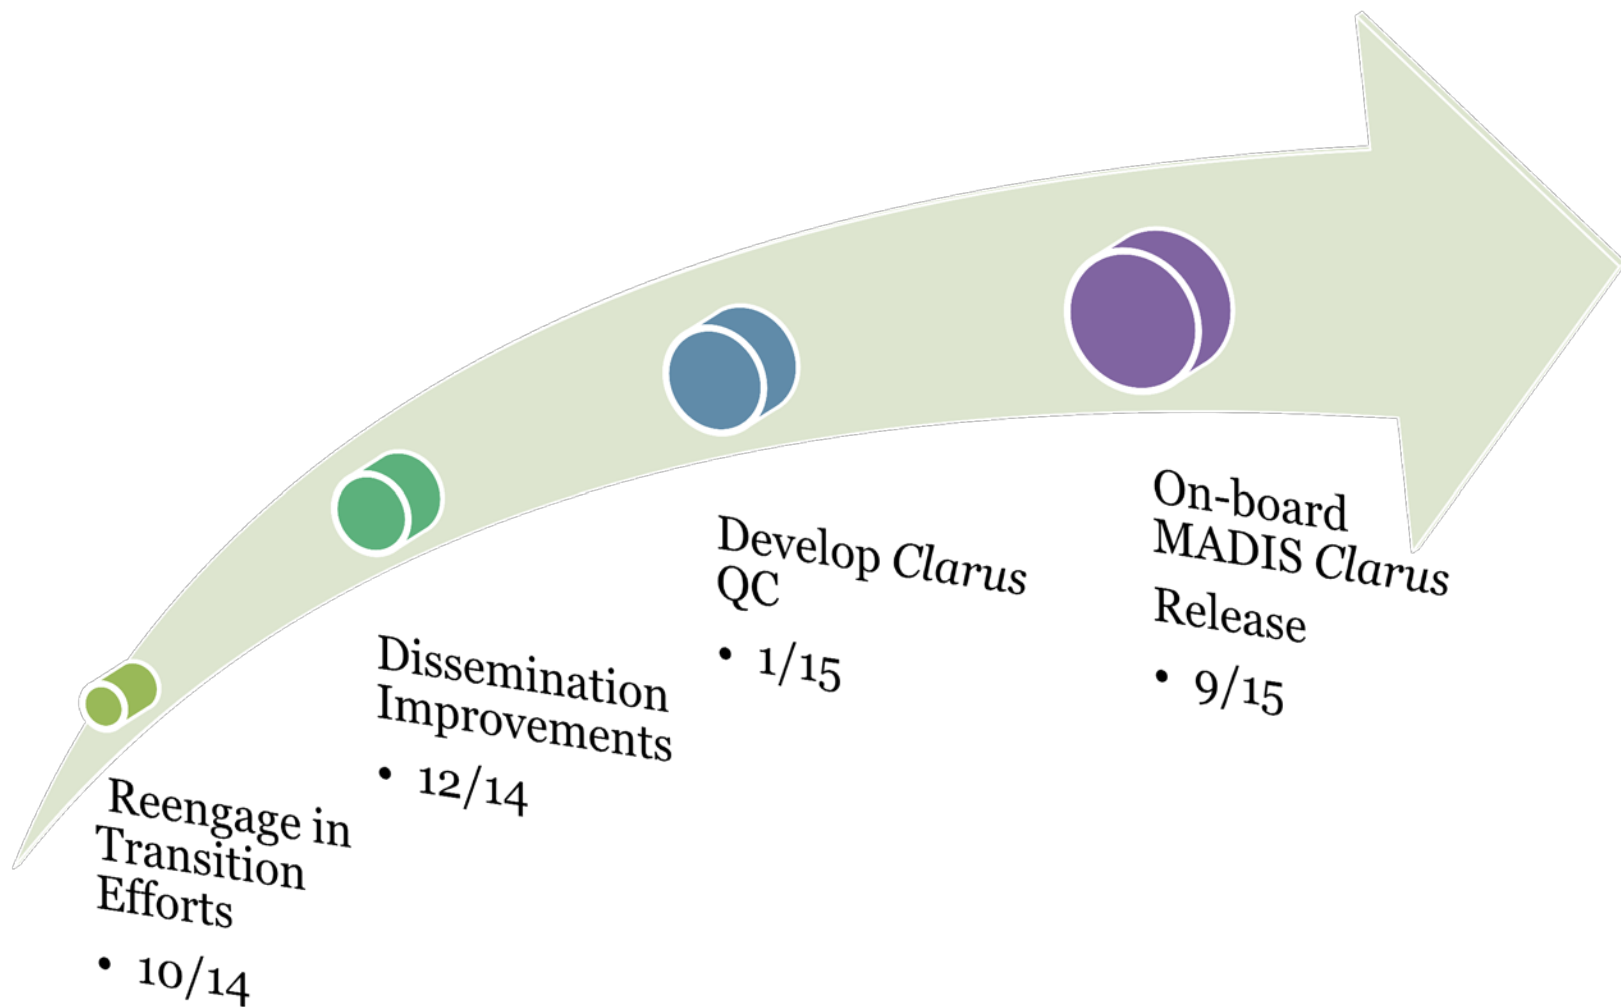 Reengage in
Transition
Efforts
• 10/14
Dissemination
Improvements
• 12/14
Develop Clarus
QC
• 1/15
On-board
MADIS Clarus
Release
• 9/15